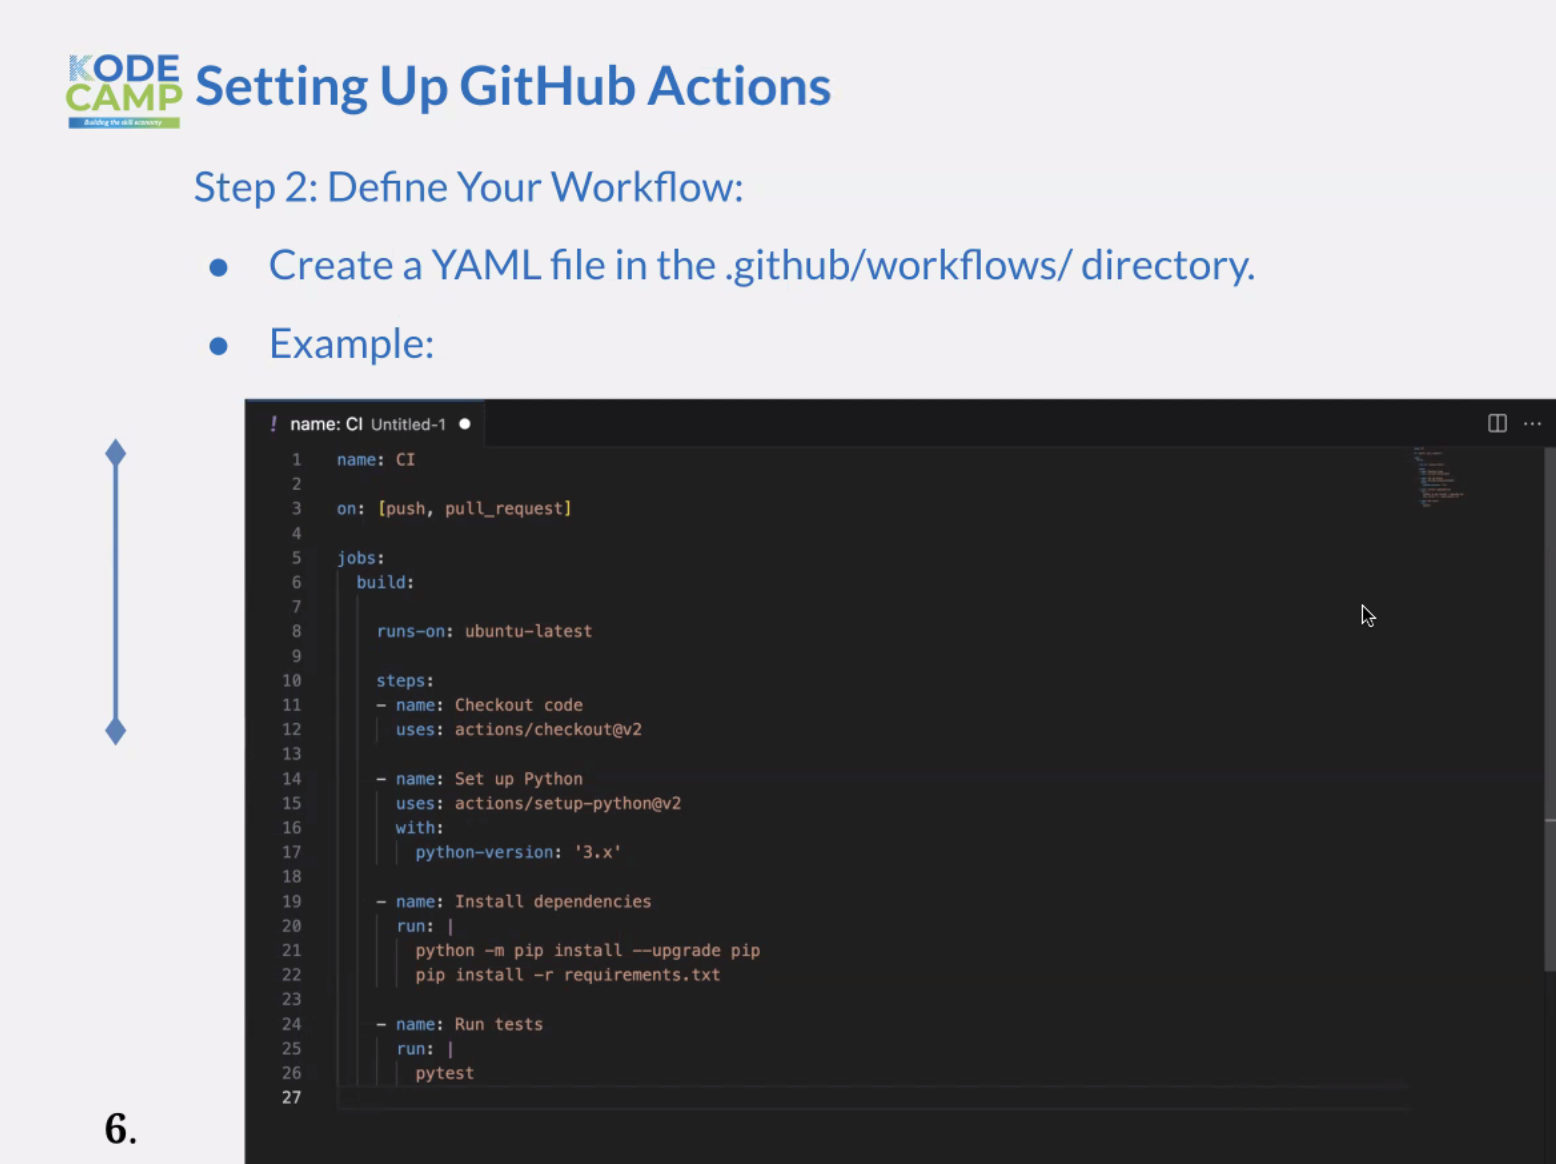 KODE
CAMP
Building the skill economy
Setting Up GitHub Actions
Step 2: Define Your Workflow:
● Create a YAML file in the .github/workflows/ directory.
● Example:
! name: CI Untitled-1 ●
1 name: CI
2
3 on: [push, pull_request]
4
5 jobs:
6   build:
7
8     runs-on: ubuntu-latest
9
10     steps:
11     - name: Checkout code
12       uses: actions/checkout@v2
13
14     - name: Set up Python
15       uses: actions/setup-python@v2
16       with:
17         python-version: '3.x'
18
19     - name: Install dependencies
20       run: |
21         python -m pip install --upgrade pip
22         pip install -r requirements.txt
23
24     - name: Run tests
25       run: |
26         pytest
27
6.